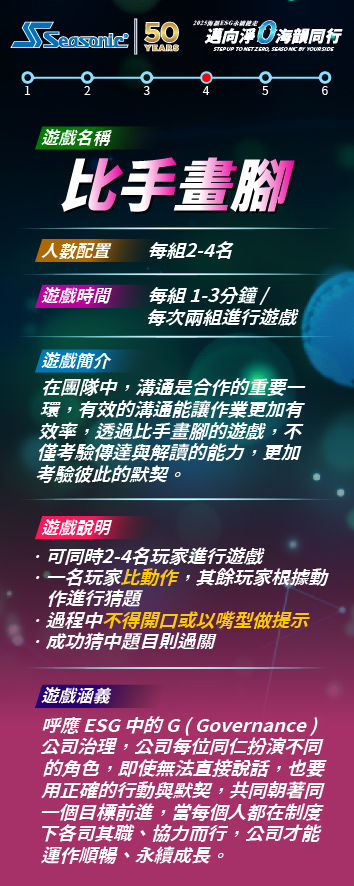 Seasonic
50
YEARS
2025海韻ESG永續健走
邁向淨0 海韻同行
STEP UP TO NET ZERO, SEASONIC BY YOUR SIDE
1 2 3 4 5 6
遊戲名稱
比手畫腳
人數配置
每組2-4名
遊戲時間
每組 1-3分鐘 /
每次兩組進行遊戲
遊戲簡介
在團隊中，溝通是合作的重要一
環，有效的溝通能讓作業更加有
效率，透過比手畫腳的遊戲，不
僅考驗傳達與解讀的能力，更加
考驗彼此的默契。
遊戲說明
· 可同時2-4名玩家進行遊戲
· 一名玩家比動作，其餘玩家根據動
作進行猜題
· 過程中不得開口或以嘴型做提示
· 成功猜中題目則過關
遊戲涵義
呼應 ESG 中的 G ( Governance )
公司治理，公司每位同仁扮演不同
的角色，即使無法直接說話，也要
用正確的行動與默契，共同朝著同
一個目標前進，當每個人都在制度
下各司其職、協力而行，公司才能
運作順暢、永續成長。